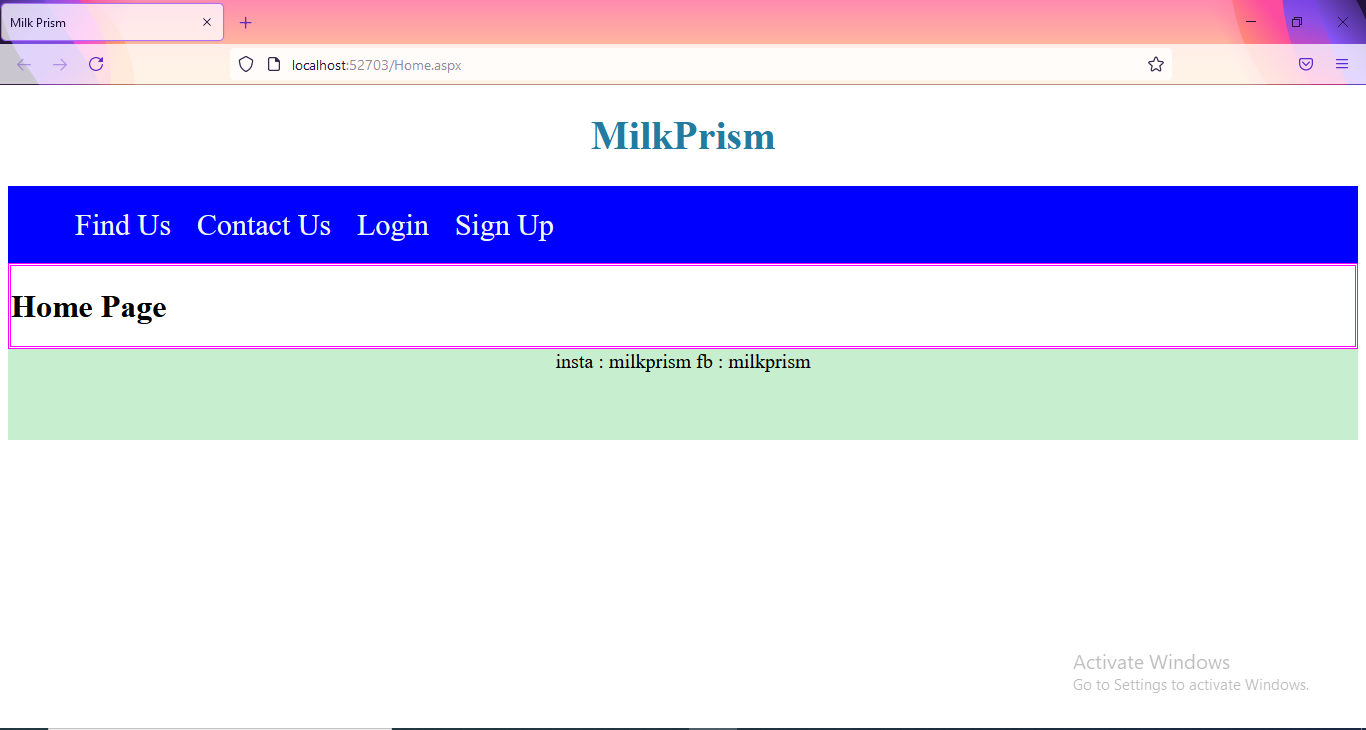 Milk Prism
localhost:52703/Home.aspx
MilkPrism
Find Us Contact Us Login Sign Up
Home Page
insta : milkprism fb : milkprism
Activate Windows
Go to Settings to activate Windows.